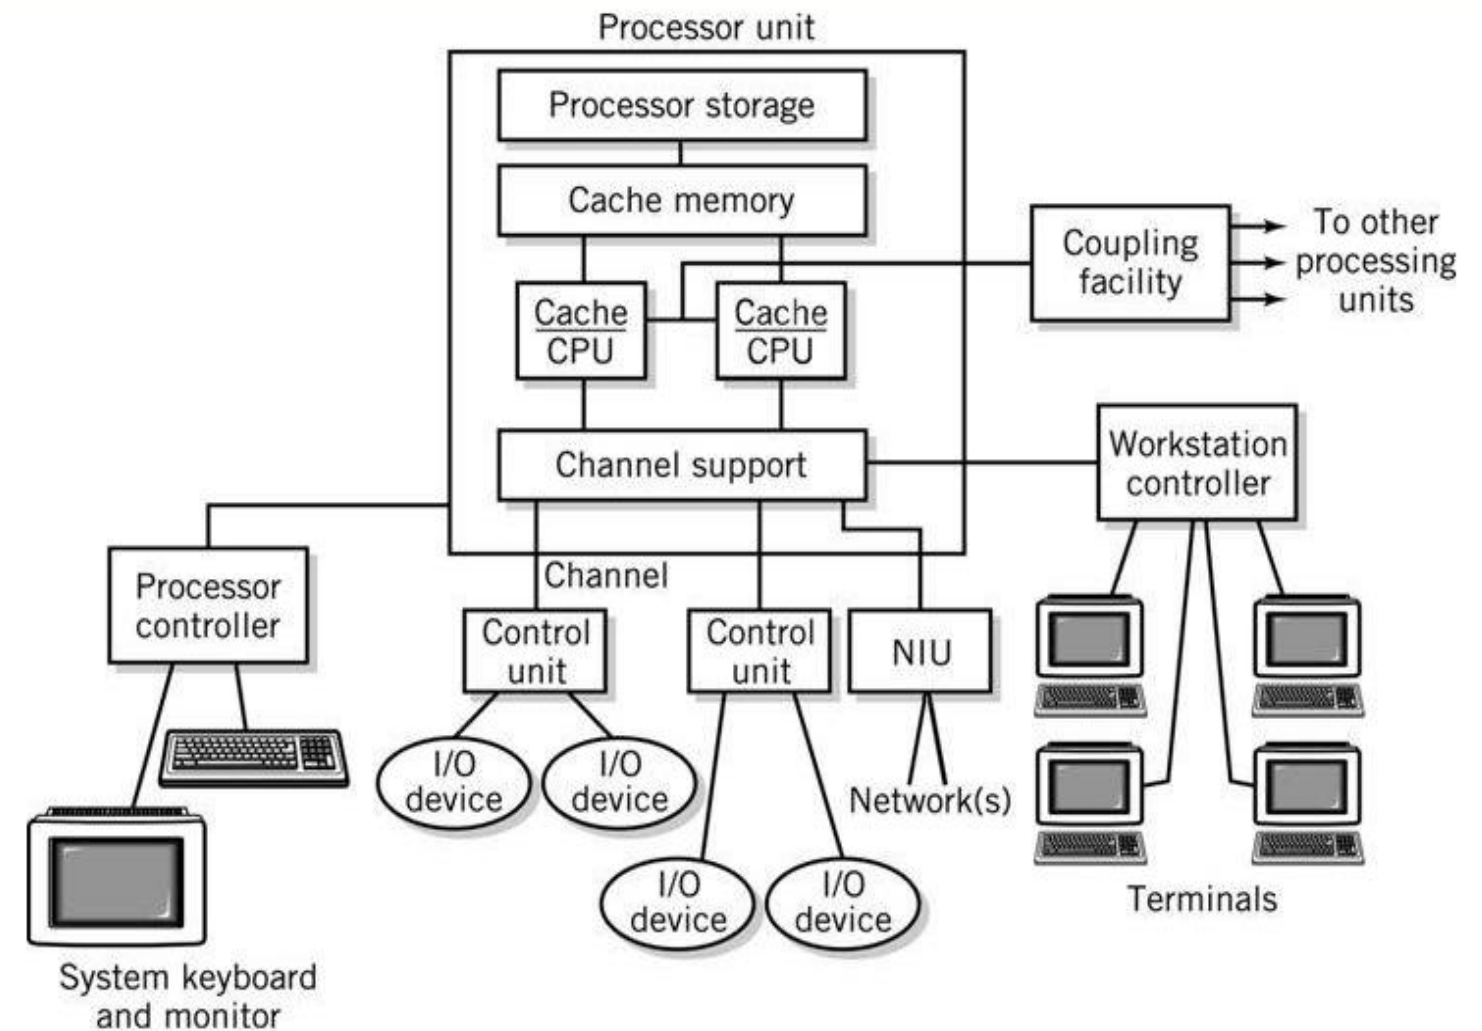 Processor unit
Processor storage
Cache memory
Coupling
facility
To other
processing
units
Cache
CPU
Cache
CPU
Channel support
Workstation
controller
Processor
controller
Channel
Control
unit
Control
unit
NIU
I/O
device
I/O
device
Network(s)
I/O
device
I/O
device
Terminals
System keyboard
and monitor